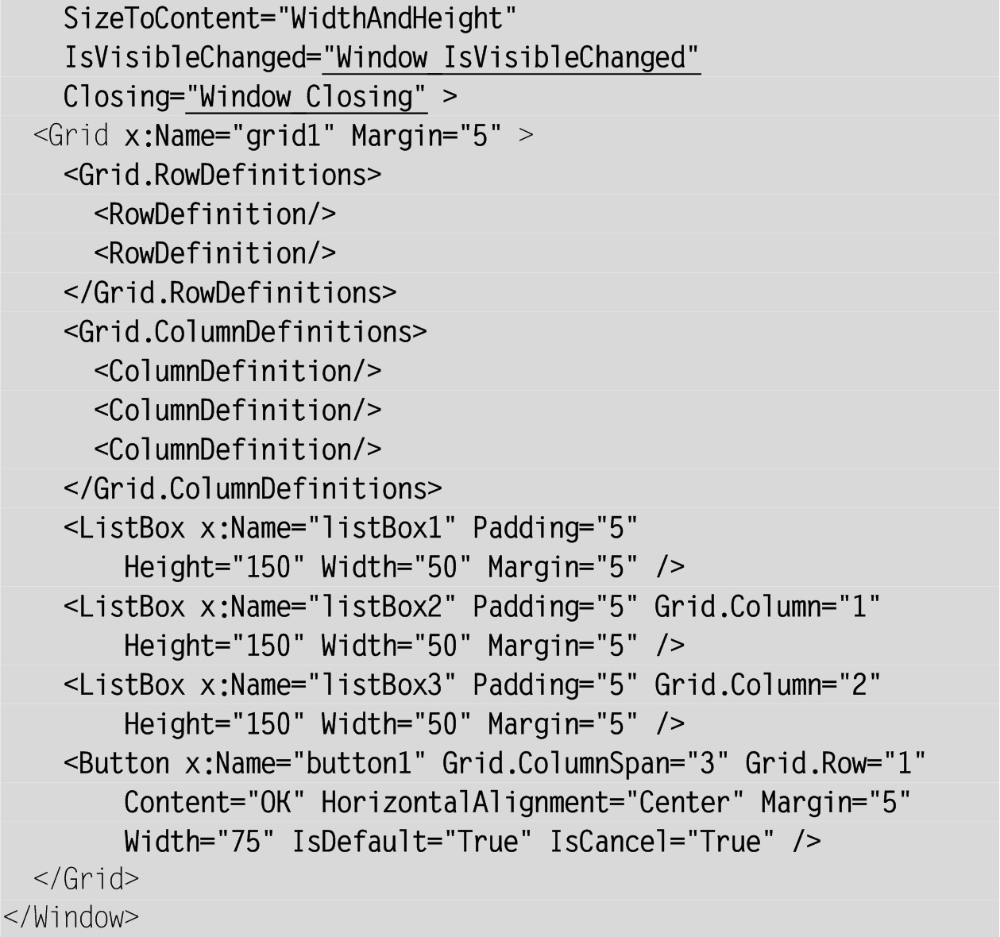 SizeToContent="WidthAndHeight"
IsVisibleChanged="Window_IsVisibleChanged"
Closing="Window_Closing" >
<Grid x:Name="grid1" Margin="5" >
<Grid.RowDefinitions>
<RowDefinition/>
<RowDefinition/>
</Grid.RowDefinitions>
<Grid.ColumnDefinitions>
<ColumnDefinition/>
<ColumnDefinition/>
<ColumnDefinition/>
</Grid.ColumnDefinitions>
<ListBox x:Name="listBox1" Padding="5"
Height="150" Width="50" Margin="5" />
<ListBox x:Name="listBox2" Padding="5" Grid.Column="1"
Height="150" Width="50" Margin="5" />
<ListBox x:Name="listBox3" Padding="5" Grid.Column="2"
Height="150" Width="50" Margin="5" />
<Button x:Name="button1" Grid.ColumnSpan="3" Grid.Row="1"
Content="OK" HorizontalAlignment="Center" Margin="5"
Width="75" IsDefault="True" IsCancel="True" />
</Grid>
</Window>